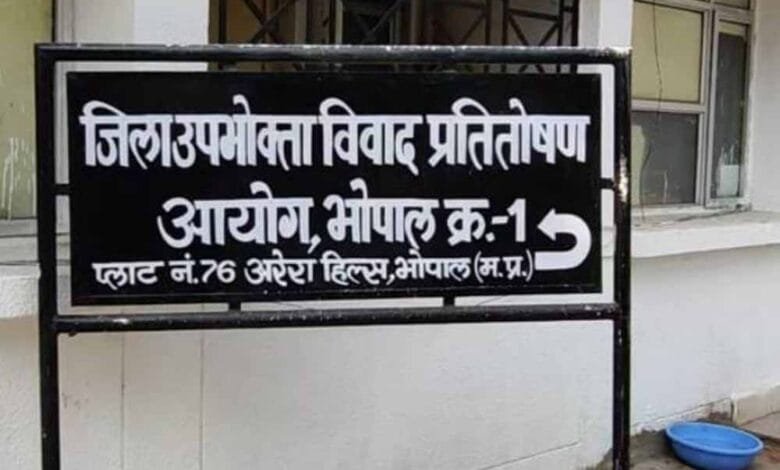 जिला उपभोक्ता विवाद प्रतितोषण
आयोग, भोपाल क्र.-1
प्लाट नं.76 अरेरा हिल्स,भोपाल (म.प्र.)